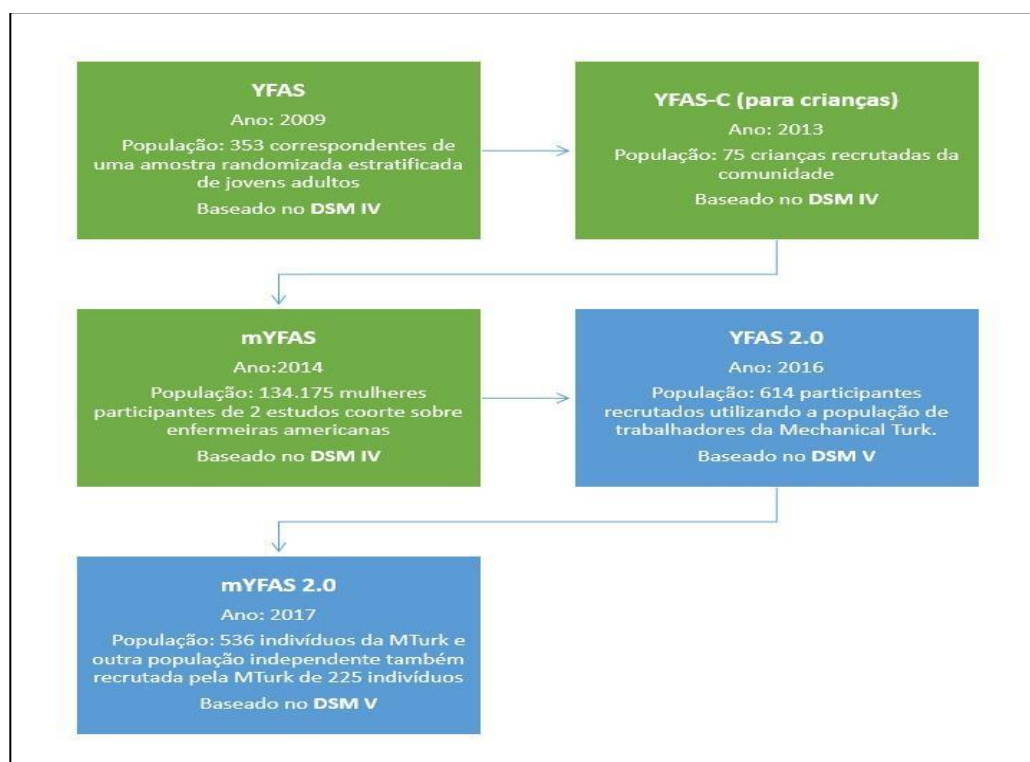 YFAS
Ano: 2009
População: 353 correspondentes de
uma amostra randomizada estratificada
de jovens adultos
Baseado no DSM IV
YFAS-C (para crianças)
Ano: 2013
População: 75 crianças recrutadas da
comunidade
Baseado no DSM IV
mYFAS
Ano:2014
População: 134.175 mulheres
participantes de 2 estudos coorte sobre
enfermeiras americanas
Baseado no DSM IV
YFAS 2.0
Ano: 2016
População: 614 participantes
recrutados utilizando a população de
trabalhadores da Mechanical Turk.
Baseado no DSM V
mYFAS 2.0
Ano: 2017
População: 536 indivíduos da MTurk e
outra população independente também
recrutada pela MTurk de 225 indivíduos
Baseado no DSM V